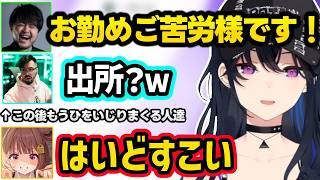 お勤めご苦労様です！
出所？w
↑この後もうひをいじりまくる人達
はいどすこい